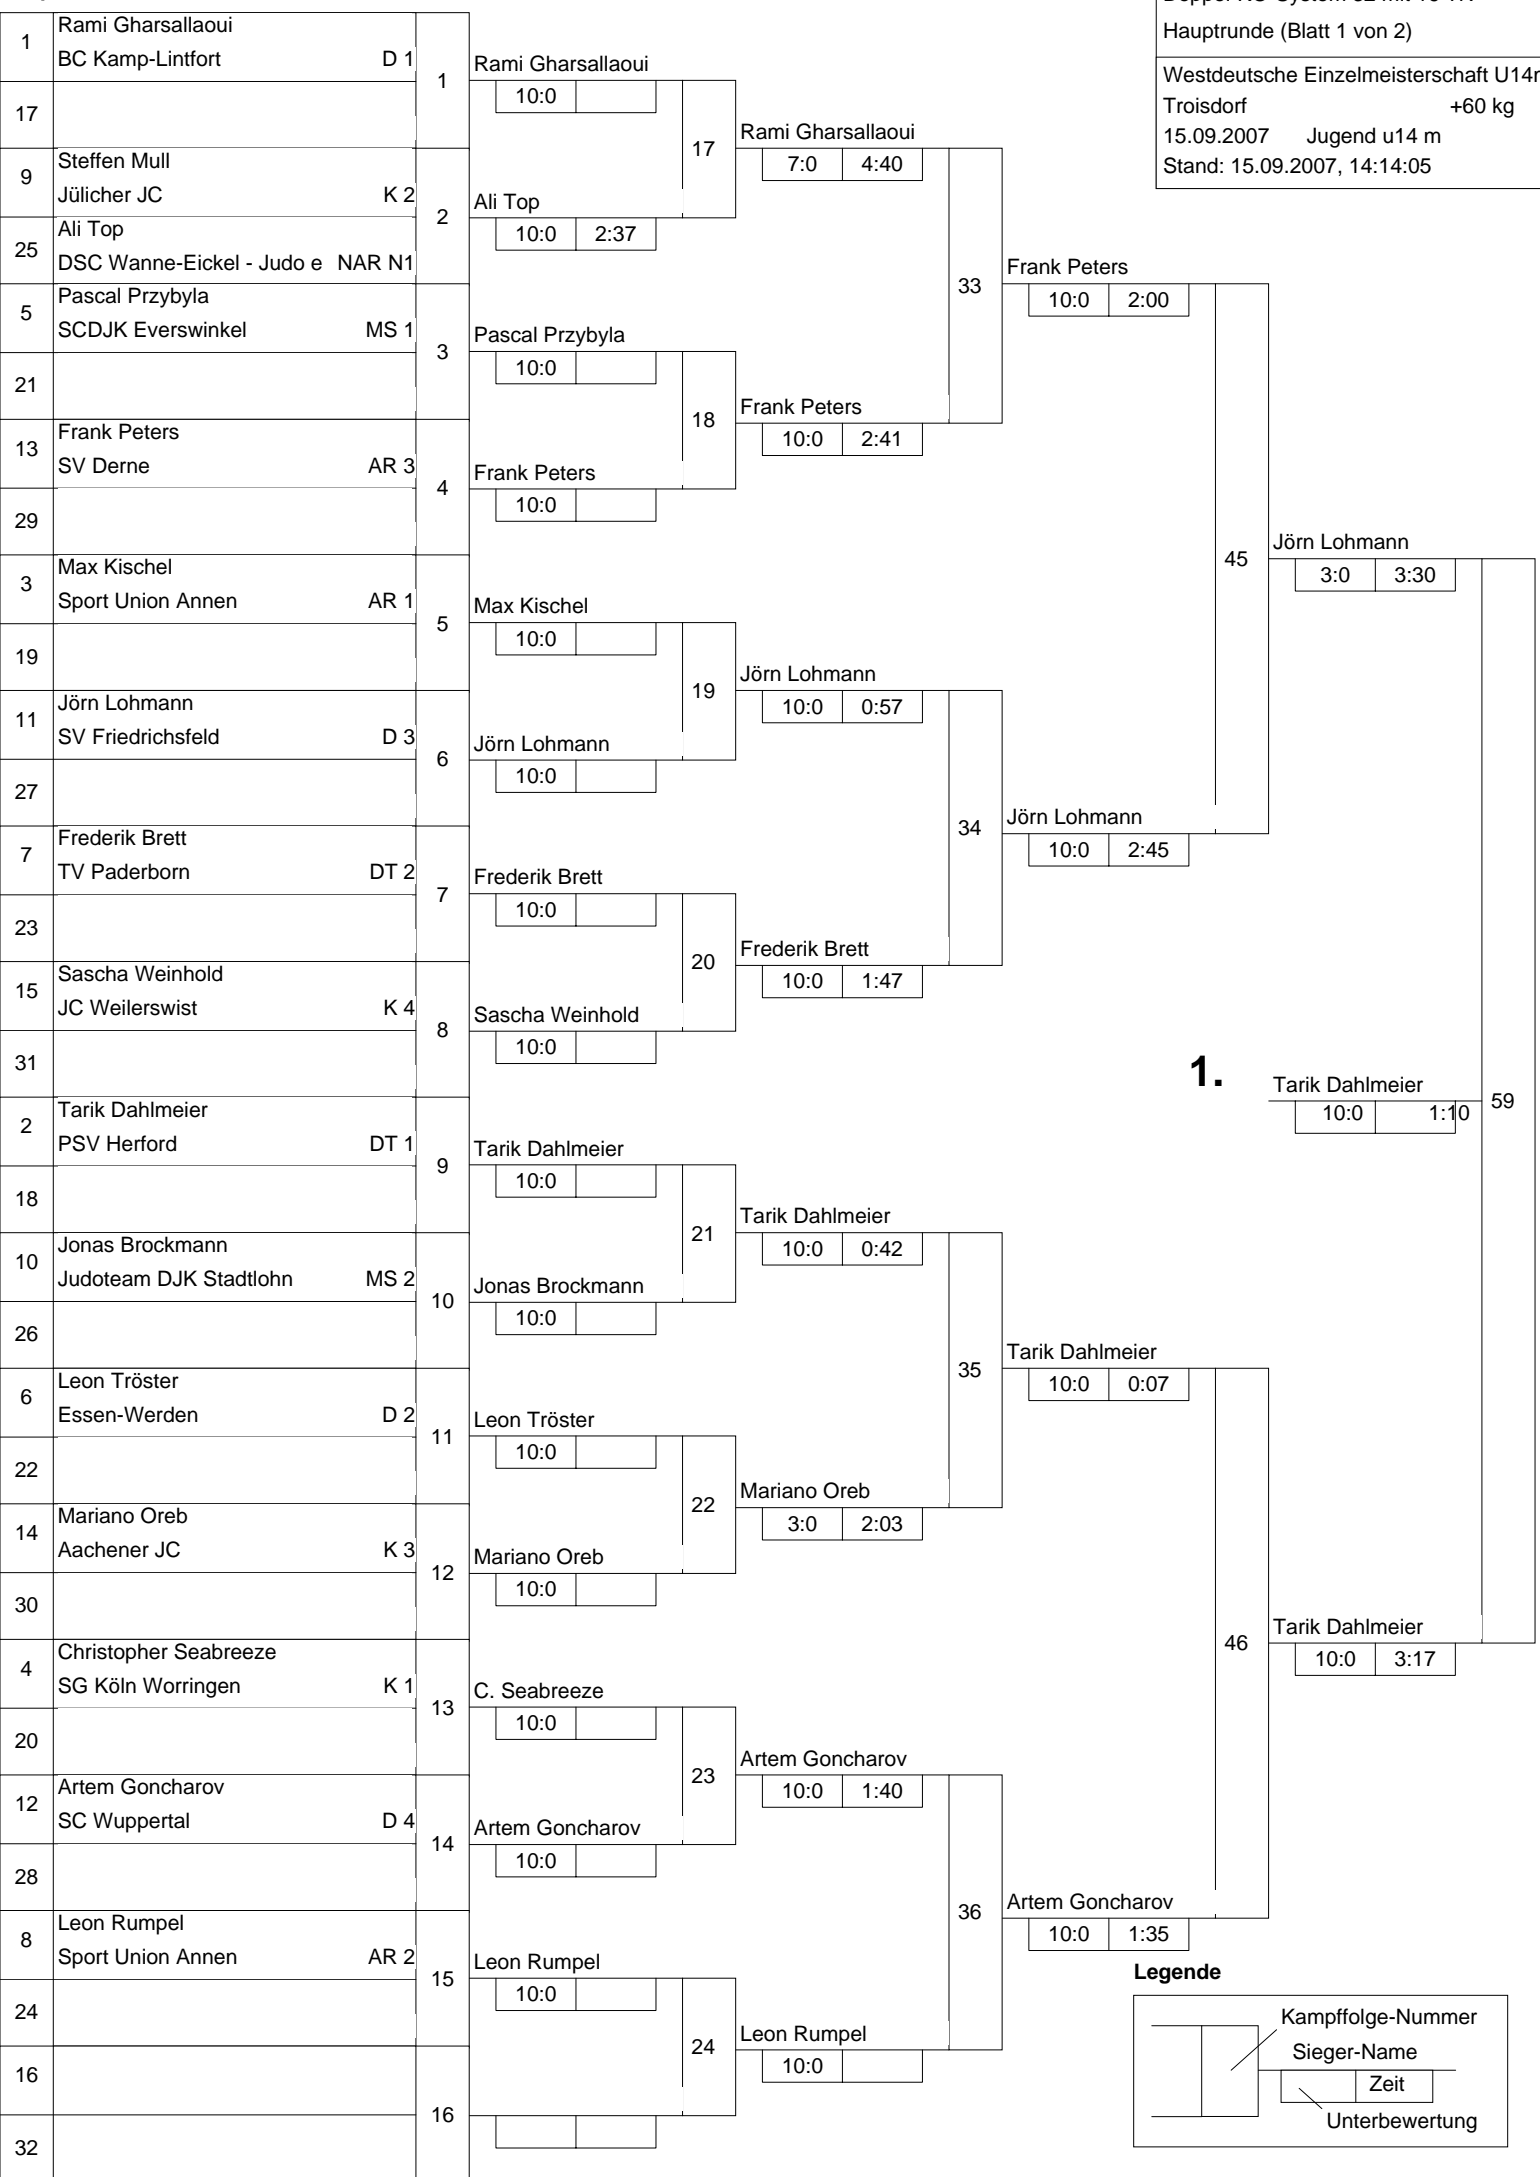 Hauptrunde (Blatt 1 von 2)
Westdeutsche Einzelmeisterschaft U14m
Troisdorf +60 kg
15.09.2007 Jugend u14 m
Stand: 15.09.2007, 14:14:05
1
Rami Gharsallaoui
BC Kamp-Lintfort D 1
17
9
Steffen Mull
Jülicher JC K 2
25
Ali Top
DSC Wanne-Eickel - Judo e NAR N1
5
Pascal Przybyla
SCDJK Everswinkel MS 1
21
13
Frank Peters
SV Derne AR 3
29
3
Max Kischel
Sport Union Annen AR 1
19
11
Jörn Lohmann
SV Friedrichsfeld D 3
27
7
Frederik Brett
TV Paderborn DT 2
23
15
Sascha Weinhold
JC Weilerswist K 4
31
2
Tarik Dahlmeier
PSV Herford DT 1
18
10
Jonas Brockmann
Judoteam DJK Stadtlohn MS 2
26
6
Leon Tröster
Essen-Werden D 2
22
14
Mariano Oreb
Aachener JC K 3
30
4
Christopher Seabreeze
SG Köln Worringen K 1
20
12
Artem Goncharov
SC Wuppertal D 4
28
8
Leon Rumpel
Sport Union Annen AR 2
24
16
32
1
Rami Gharsallaoui
10:0
2
Ali Top
10:0 2:37
3
Pascal Przybyla
10:0
4
Frank Peters
10:0
5
Max Kischel
10:0
6
Jörn Lohmann
10:0
7
Frederik Brett
10:0
8
Sascha Weinhold
10:0
9
Tarik Dahlmeier
10:0
10
Jonas Brockmann
10:0
11
Leon Tröster
10:0
12
Mariano Oreb
10:0
13
C. Seabreeze
10:0
14
Artem Goncharov
10:0
15
Leon Rumpel
10:0
16
17
Rami Gharsallaoui
7:0 4:40
18
Frank Peters
10:0 2:41
19
Jörn Lohmann
10:0 0:57
20
Frederik Brett
10:0 1:47
21
Tarik Dahlmeier
10:0 0:42
22
Mariano Oreb
3:0 2:03
23
Artem Goncharov
10:0 1:40
24
Leon Rumpel
10:0
33
Frank Peters
10:0 2:00
34
Jörn Lohmann
10:0 2:45
35
Tarik Dahlmeier
10:0 0:07
36
Artem Goncharov
10:0 1:35
45
Jörn Lohmann
3:0 3:30
46
Tarik Dahlmeier
10:0 3:17
1.
Tarik Dahlmeier
10:0 1:10
59
Legende
Kampffolge-Nummer
Sieger-Name
Zeit
Unterbewertung